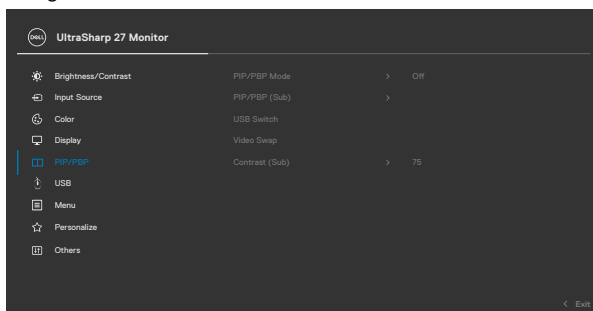 DELL UltraSharp 27 Monitor
Brightness/Contrast PIP/PBP Mode > Off
Input Source PIP/PBP (Sub) >
Color USB Switch
Display Video Swap
PIP/PBP Contrast (Sub) > 75
USB
Menu
Personalize
Others
< Exit